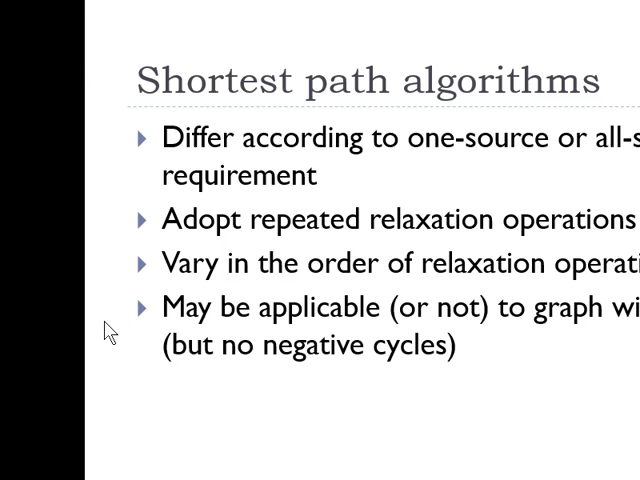 Shortest path algorithms
Differ according to one-source or all-s
requirement
Adopt repeated relaxation operations
Vary in the order of relaxation operati
May be applicable (or not) to graph wi
(but no negative cycles)